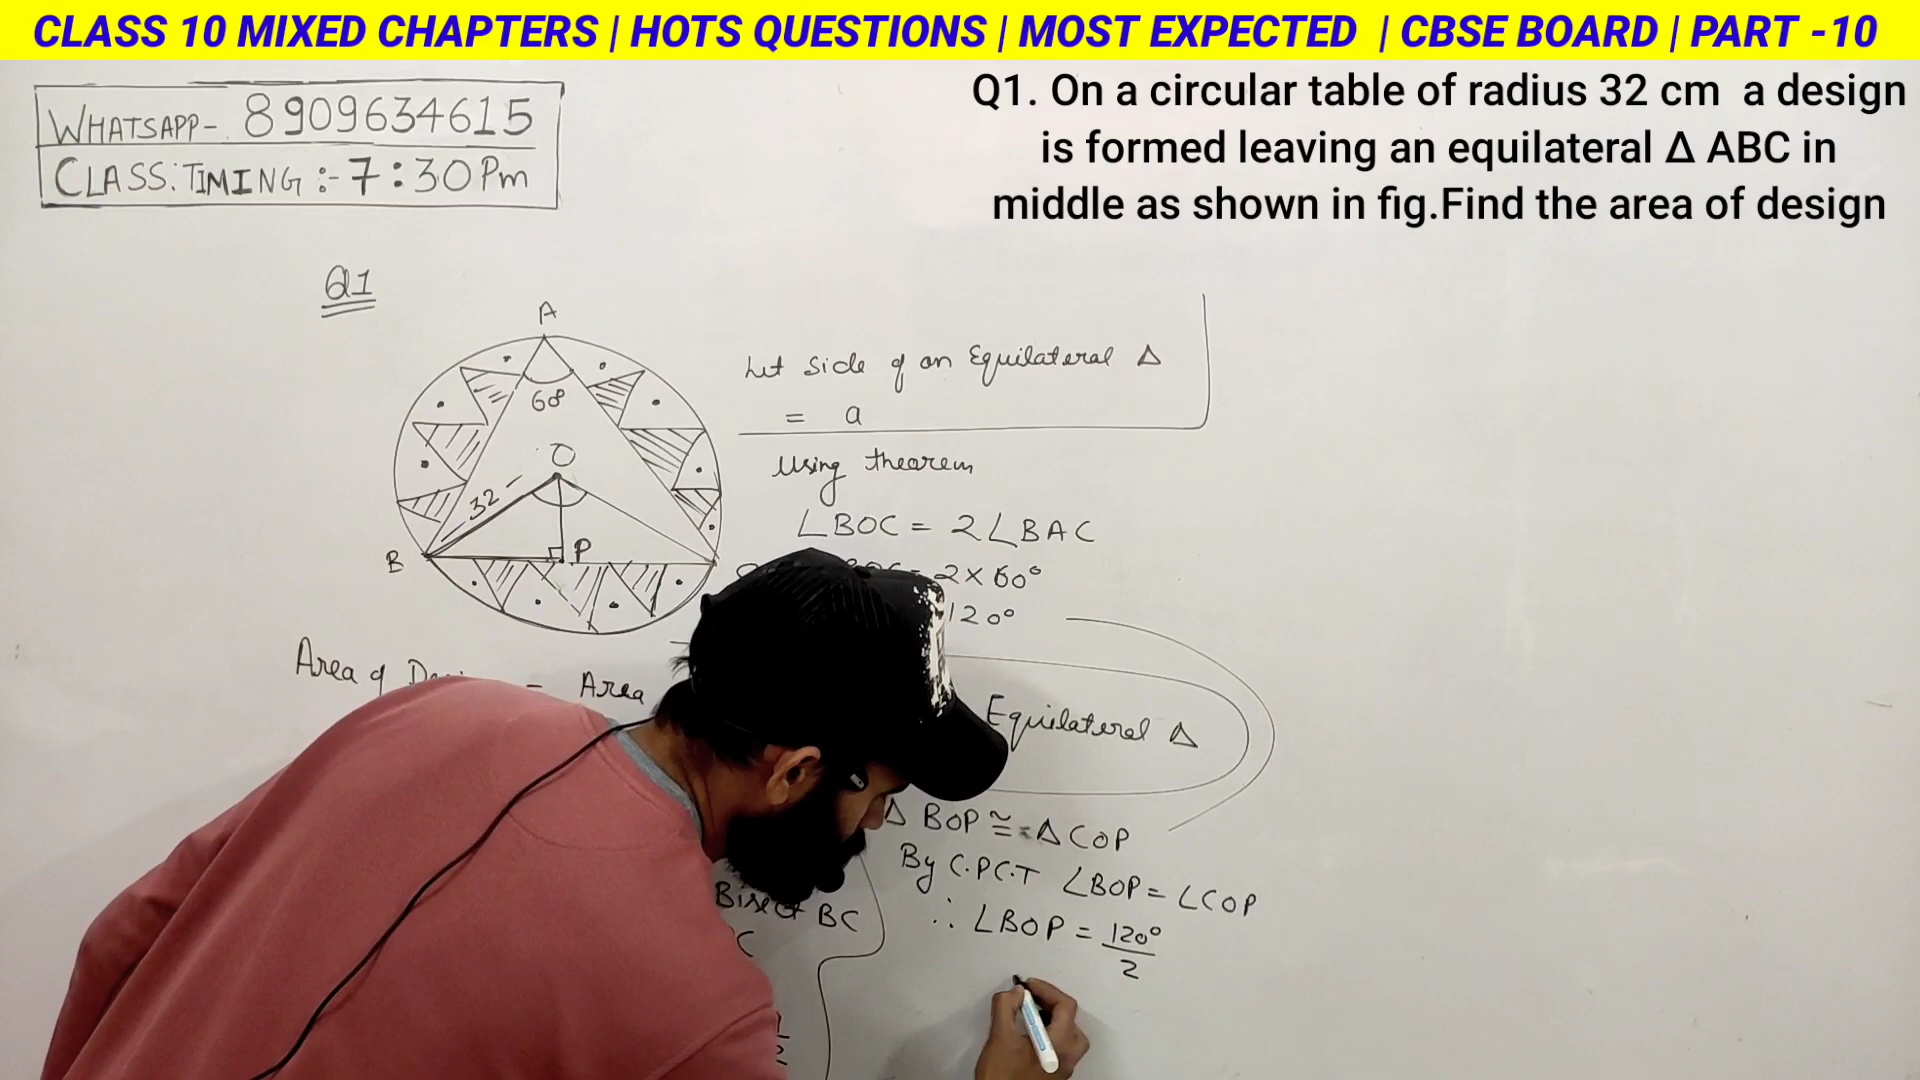 CLASS 10 MIXED CHAPTERS | HOTS QUESTIONS | MOST EXPECTED | CBSE BOARD | PART -10
WHATSAPP- 8909634615
CLASS:TIMING :- 7:30 Pm
Q1. On a circular table of radius 32 cm a design
is formed leaving an equilateral Δ ABC in
middle as shown in fig.Find the area of design
Q1
A
60°
O
32
B
P
Let Side of an Equilateral Δ
= a
Using theorem
∠BOC = 2∠BAC
= 2×60°
120°
Area of = Area
Equilateral Δ
Δ BOP ≅ Δ COP
By C.P.C.T ∠BOP = ∠COP
∴ ∠BOP = 120°/2
Bisect BC